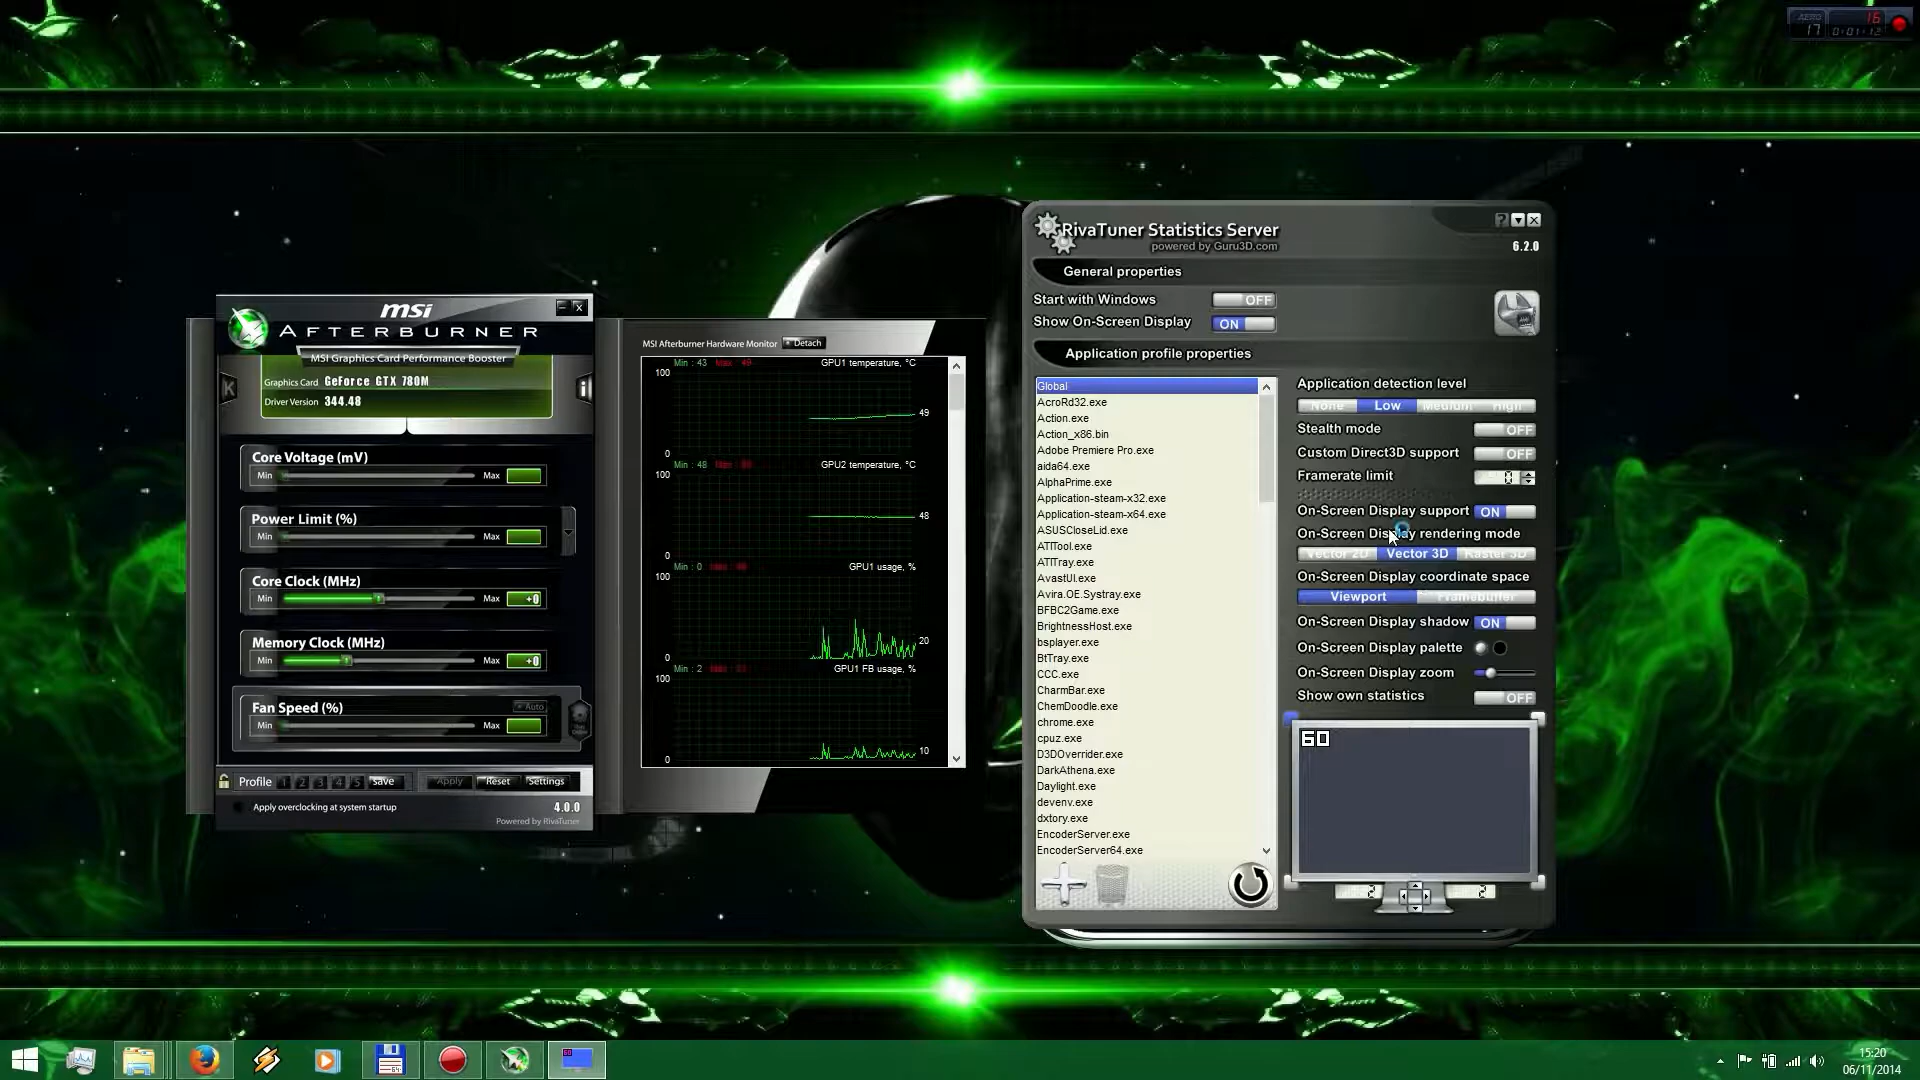 AERO
16
17
0:01:12
msi
AFTERBURNER
MSI Graphics Card Performance Booster
K
i
Graphics Card GeForce GTX 780M
Driver Version 344.48
Core Voltage (mV)
Min Max
Power Limit (%)
Min Max
Core Clock (MHz)
Min Max +0
Memory Clock (MHz)
Min Max +0
Fan Speed (%)
Auto
Min Max
Profile 1 2 3 4 5 save Apply Reset Settings
Apply overclocking at system startup
4.0.0
Powered by RivaTuner
MSI Afterburner Hardware Monitor Detach
Min : 43 Max : 49 GPU1 temperature, °C
100
49
0
Min : 48 GPU2 temperature, °C
100
48
0
Min : 0 GPU1 usage, %
100
20
0
Min : 2 GPU1 FB usage, %
100
10
0
RivaTuner Statistics Server
powered by Guru3D.com
?
6.2.0
General properties
Start with Windows OFF
Show On-Screen Display ON
Application profile properties
Global
AcroRd32.exe
Action.exe
Action_x86.bin
Adobe Premiere Pro.exe
aida64.exe
AlphaPrime.exe
Application-steam-x32.exe
Application-steam-x64.exe
ASUSCloseLid.exe
ATITool.exe
ATITray.exe
AvastUI.exe
Avira.OE.Systray.exe
BFBC2Game.exe
BrightnessHost.exe
bsplayer.exe
BtTray.exe
CCC.exe
CharmBar.exe
ChemDoodle.exe
chrome.exe
cpuz.exe
D3DOverrider.exe
DarkAthena.exe
Daylight.exe
devenv.exe
dxtory.exe
EncoderServer.exe
EncoderServer64.exe
Application detection level
None Low Medium High
Stealth mode OFF
Custom Direct3D support OFF
Framerate limit 0
On-Screen Display support ON
On-Screen Display rendering mode
Vector 2D Vector 3D Raster 3D
On-Screen Display coordinate space
Viewport Framebuffer
On-Screen Display shadow ON
On-Screen Display palette
On-Screen Display zoom
Show own statistics OFF
60
2 2
15:20
06/11/2014